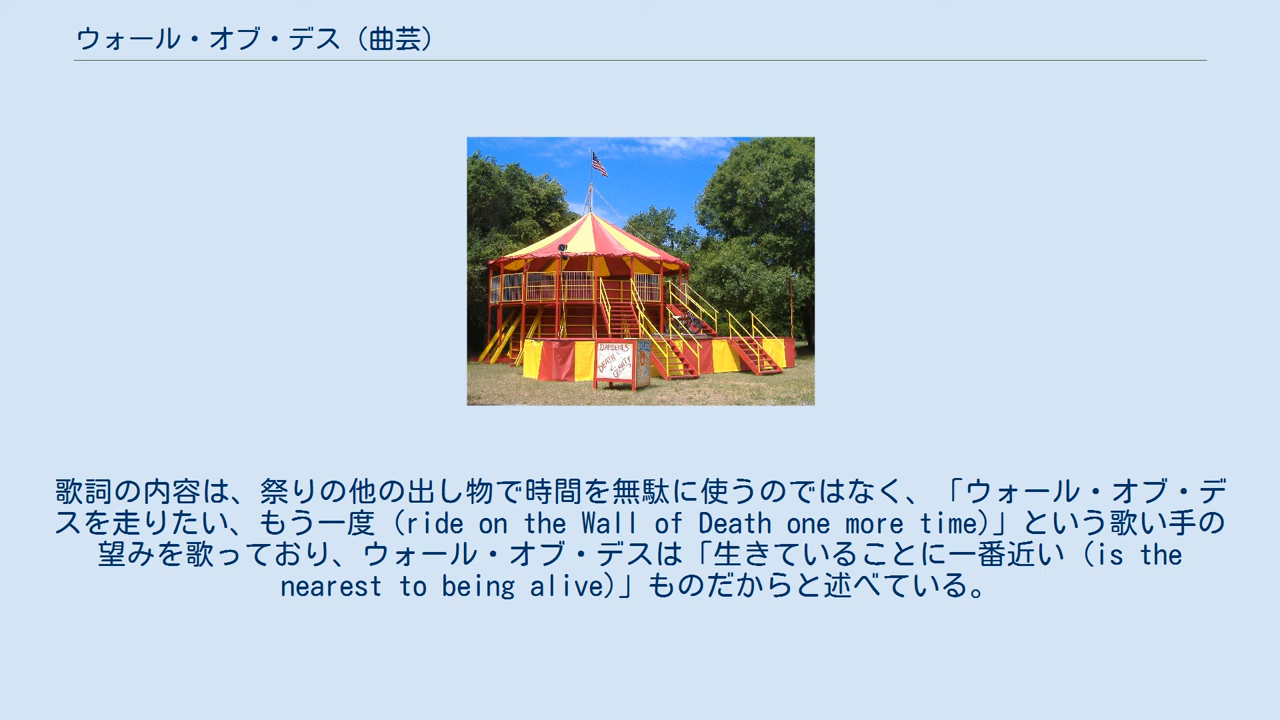 ウォール・オブ・デス（曲芸）
DAREDEVILS
DEATH
GRAVITY
歌詞の内容は、祭りの他の出し物で時間を無駄に使うのではなく、「ウォール・オブ・デ
スを走りたい、もう一度（ride on the Wall of Death one more time)」という歌い手の
望みを歌っており、ウォール・オブ・デスは「生きていることに一番近い（is the
nearest to being alive)」ものだからと述べている。